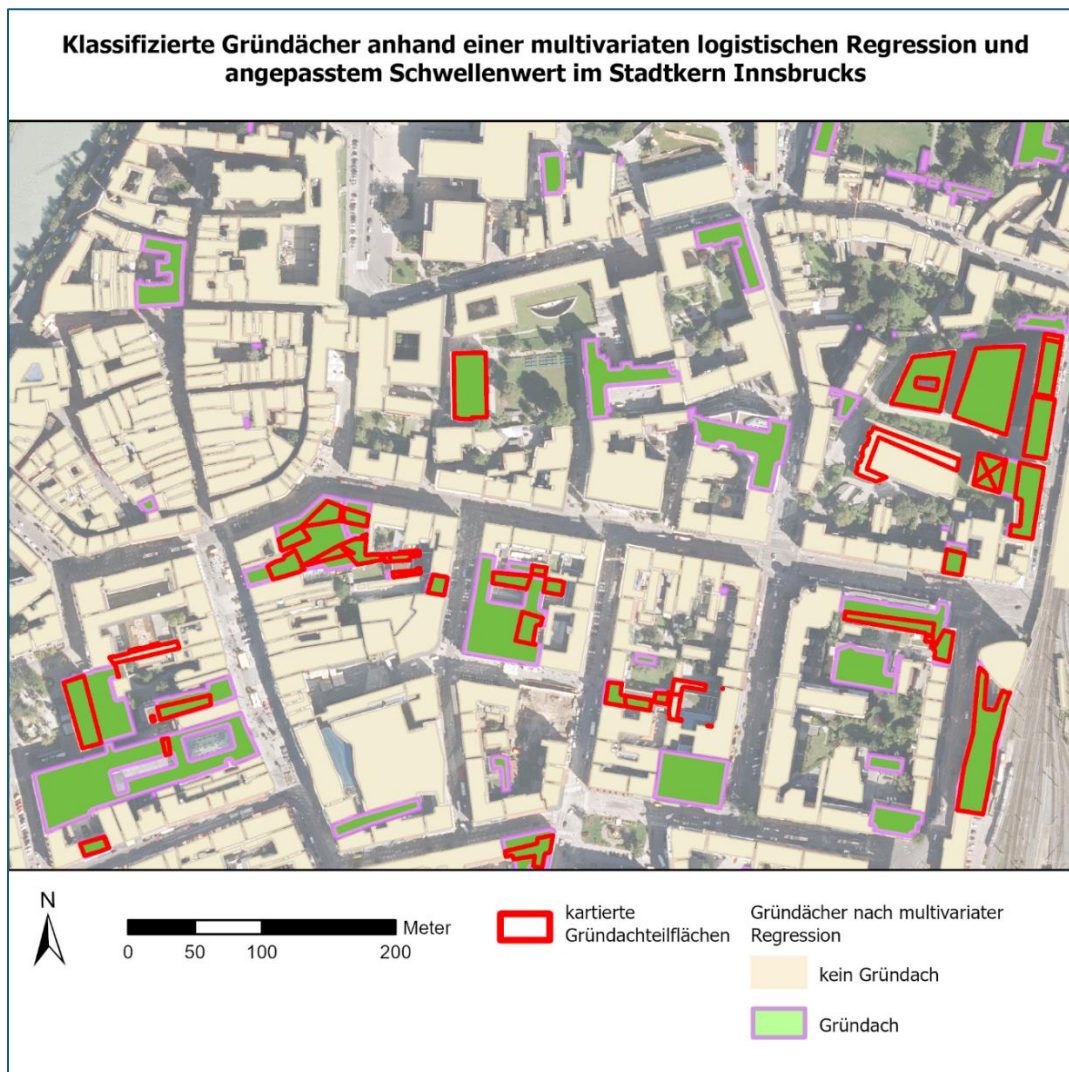 Klassifizierte Gründächer anhand einer multivariaten logistischen Regression und
angepasstem Schwellenwert im Stadtkern Innsbrucks
N
Meter
0 50 100 200
kartierte
Gründachteilflächen
Gründächer nach multivariater
Regression
kein Gründach
Gründach